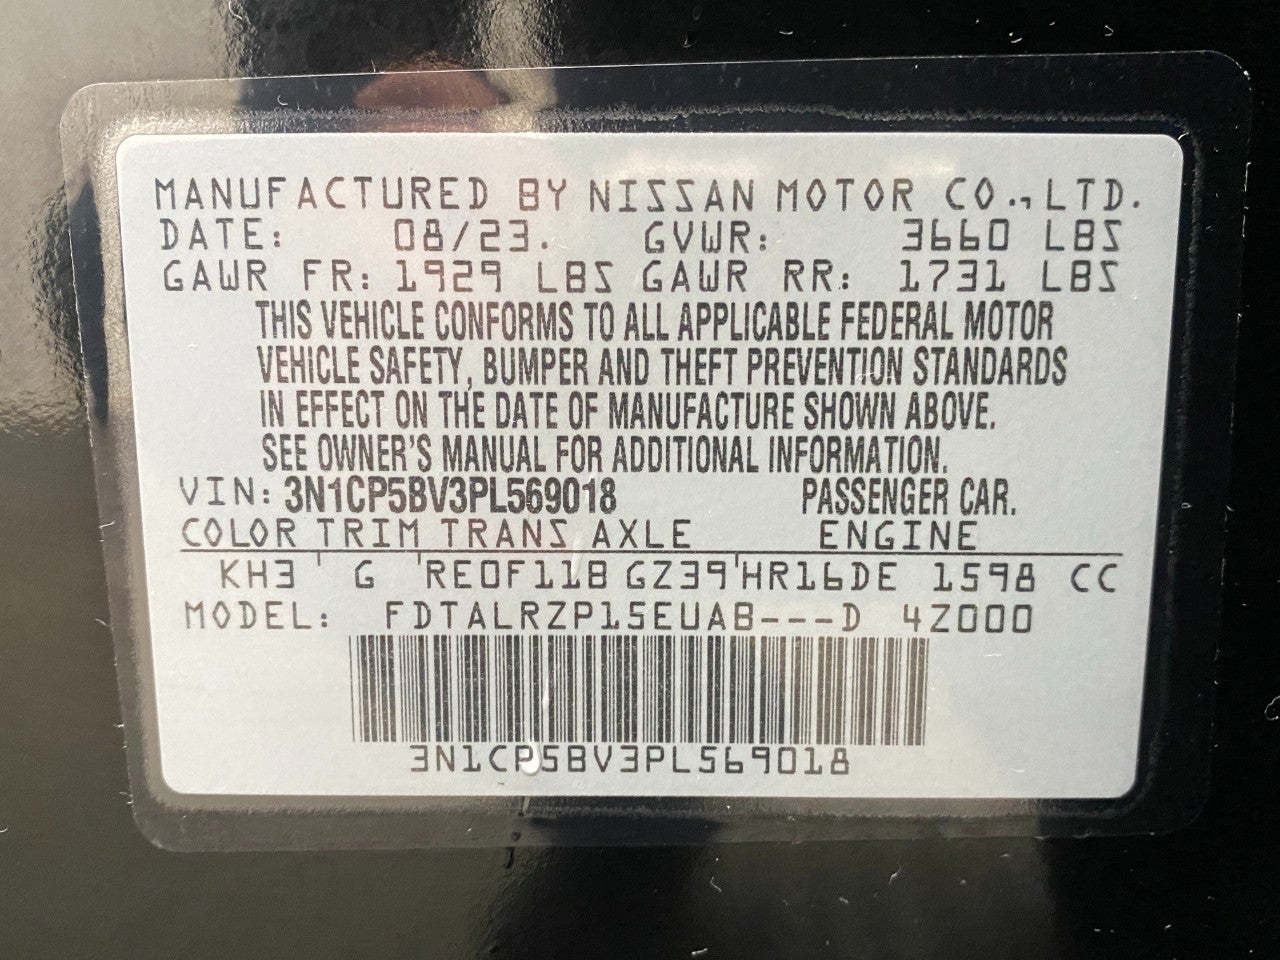 MANUFACTURED BY NISSAN MOTOR CO., LTD.
DATE: 08/23. GVWR: 3660 LBS
GAWR FR: 1929 LBS GAWR RR: 1731 LBS
THIS VEHICLE CONFORMS TO ALL APPLICABLE FEDERAL MOTOR
VEHICLE SAFETY, BUMPER AND THEFT PREVENTION STANDARDS
IN EFFECT ON THE DATE OF MANUFACTURE SHOWN ABOVE.
SEE OWNER'S MANUAL FOR ADDITIONAL INFORMATION.
VIN: 3N1CP5BV3PL569018 PASSENGER CAR.
COLOR TRIM TRANS AXLE ENGINE
KH3 G RE0F11B GZ39 HR16DE 1598 CC
MODEL: FDTALRZP15EUAB---D 4Z000
3N1CP5BV3PL569018